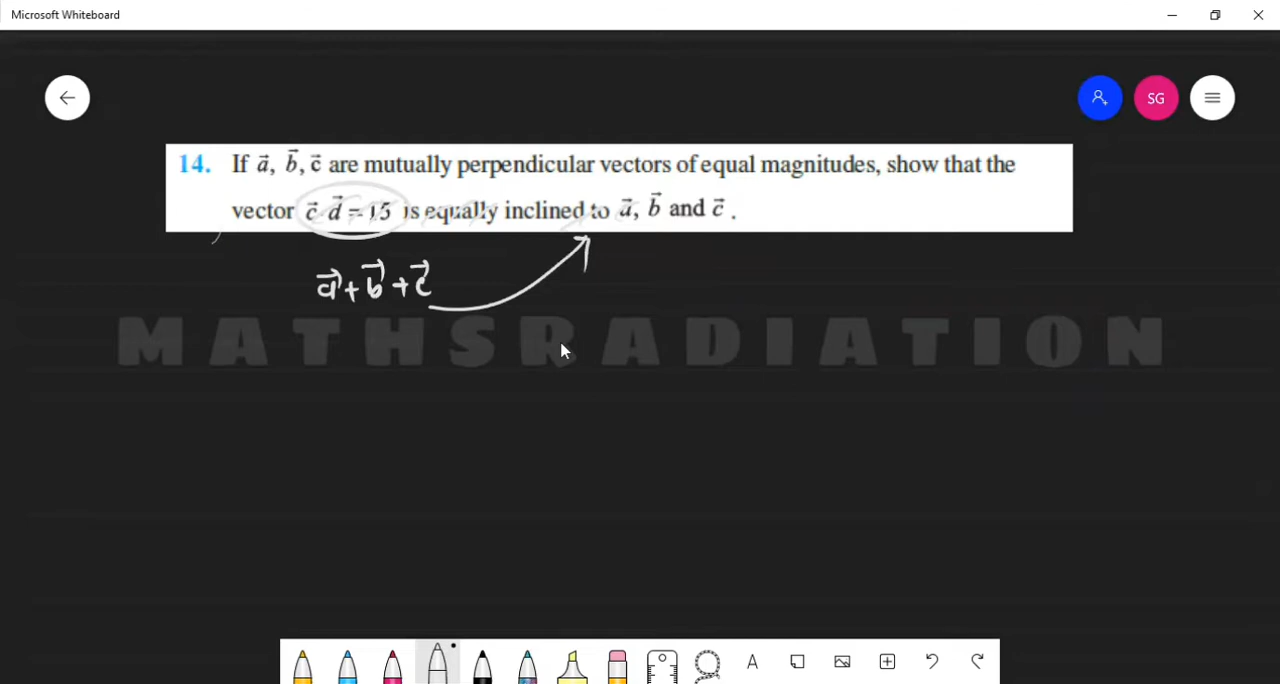 Microsoft Whiteboard
SG
14. If a⃗, b⃗, c⃗ are mutually perpendicular vectors of equal magnitudes, show that the
vector c⃗ d⃗ = 15 is equally inclined to a⃗, b⃗ and c⃗ .
a⃗ + b⃗ + c⃗
MATHSRADIATION
A